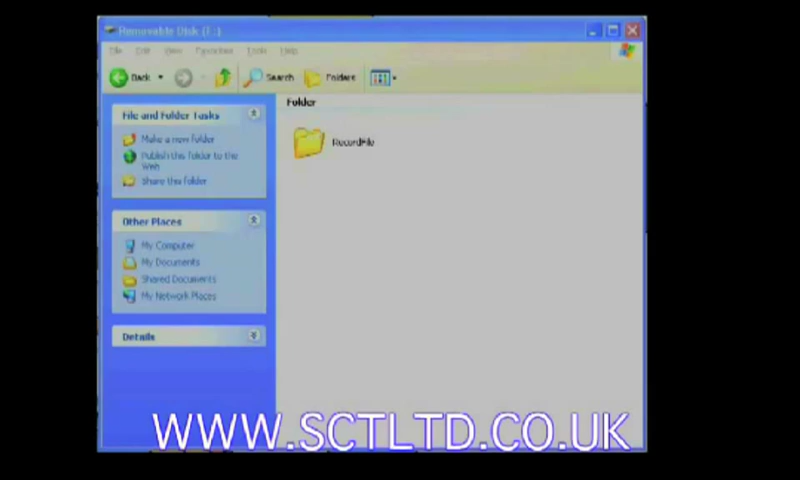 Removable Disk (F:)
File Edit View Favorites Tools Help
Back Search Folders
File and Folder Tasks
Make a new folder
Publish this folder to the
Web
Share this folder
Other Places
My Computer
My Documents
Shared Documents
My Network Places
Details
Folder
RecordFile
WWW.SCTLTD.CO.UK